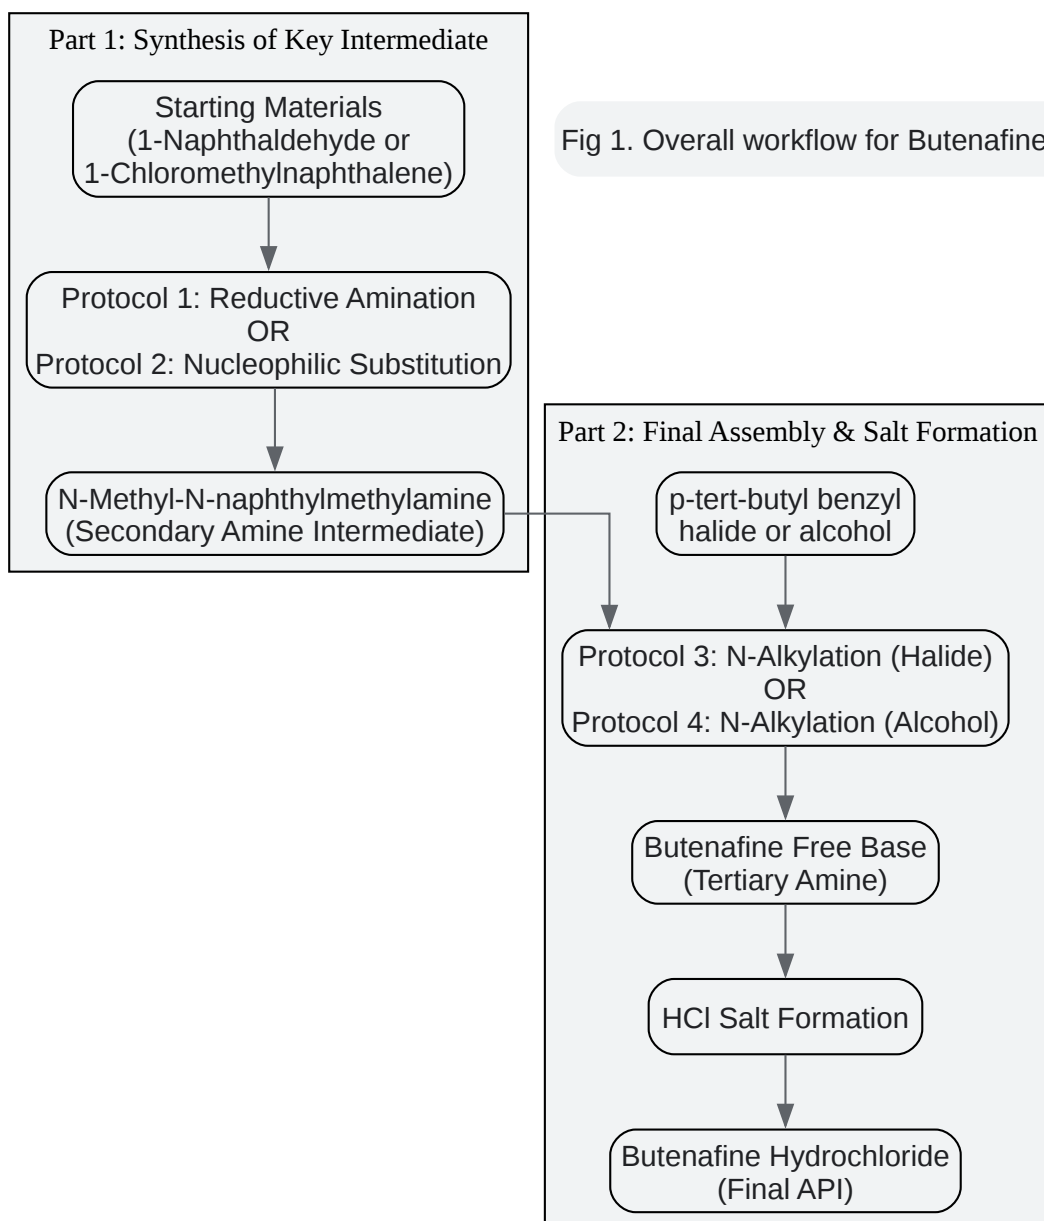 Part 1: Synthesis of Key Intermediate
Starting Materials
(1-Naphthaldehyde or
1-Chloromethylnaphthalene)
Fig 1. Overall workflow for Butenafine
Protocol 1: Reductive Amination
OR
Protocol 2: Nucleophilic Substitution
N-Methyl-N-naphthylmethylamine
(Secondary Amine Intermediate)
Part 2: Final Assembly & Salt Formation
p-tert-butyl benzyl
halide or alcohol
Protocol 3: N-Alkylation (Halide)
OR
Protocol 4: N-Alkylation (Alcohol)
Butenafine Free Base
(Tertiary Amine)
HCl Salt Formation
Butenafine Hydrochloride
(Final API)